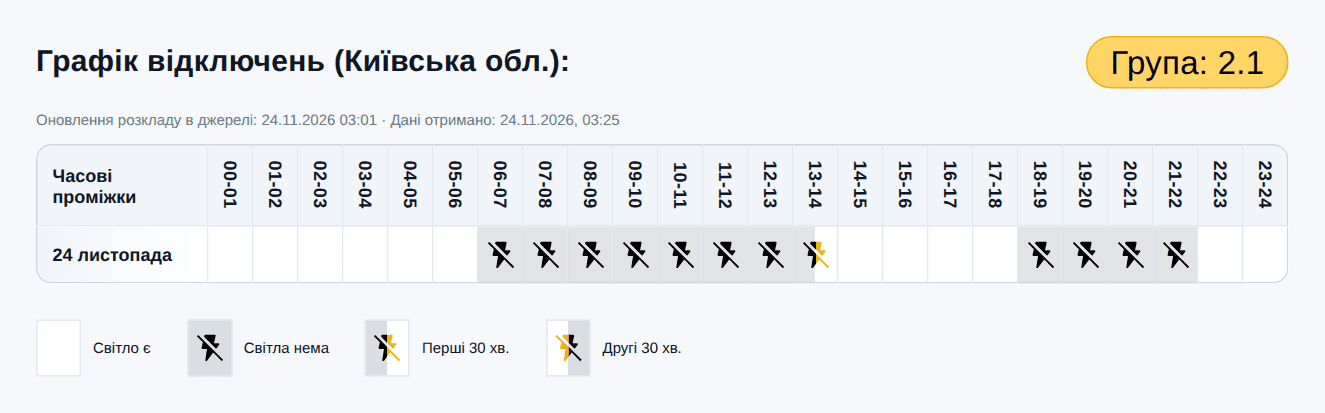 Графік відключень (Київська обл.):
Група: 2.1
Оновлення розкладу в джерелі: 24.11.2026 03:01 · Дані отримано: 24.11.2026, 03:25
Часові
проміжки
00-01
01-02
02-03
03-04
04-05
05-06
06-07
07-08
08-09
09-10
10-11
11-12
12-13
13-14
14-15
15-16
16-17
17-18
18-19
19-20
20-21
21-22
22-23
23-24
24 листопада
Світло є
Світла нема
Перші 30 хв.
Другі 30 хв.